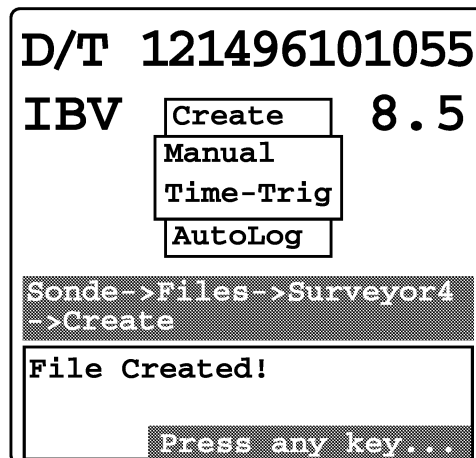 D/T 121496101055
IBV 8.5
Create
Manual
Time-Trig
AutoLog
Sonde->Files->Surveyor4
->Create
File Created!
Press any key...